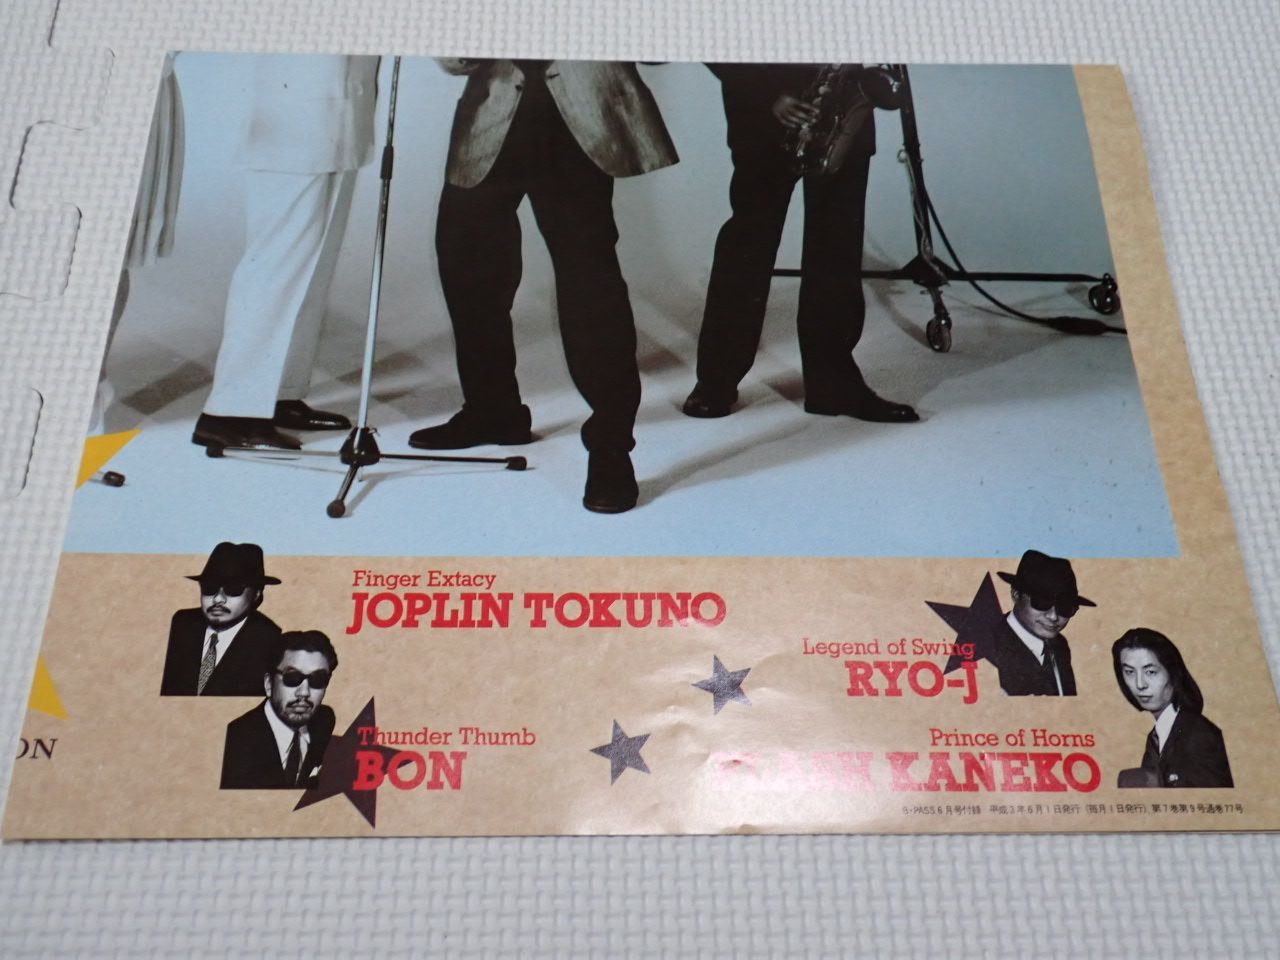 Finger Extacy
JOPLIN TOKUNO
Legend of Swing
RYO-J
Thunder Thumb
BON
Prince of Horns
KANEKO
ON
B・PASS 6月号付録 平成3年6月1日発行(毎月1日発行)第7巻第9号通巻77号